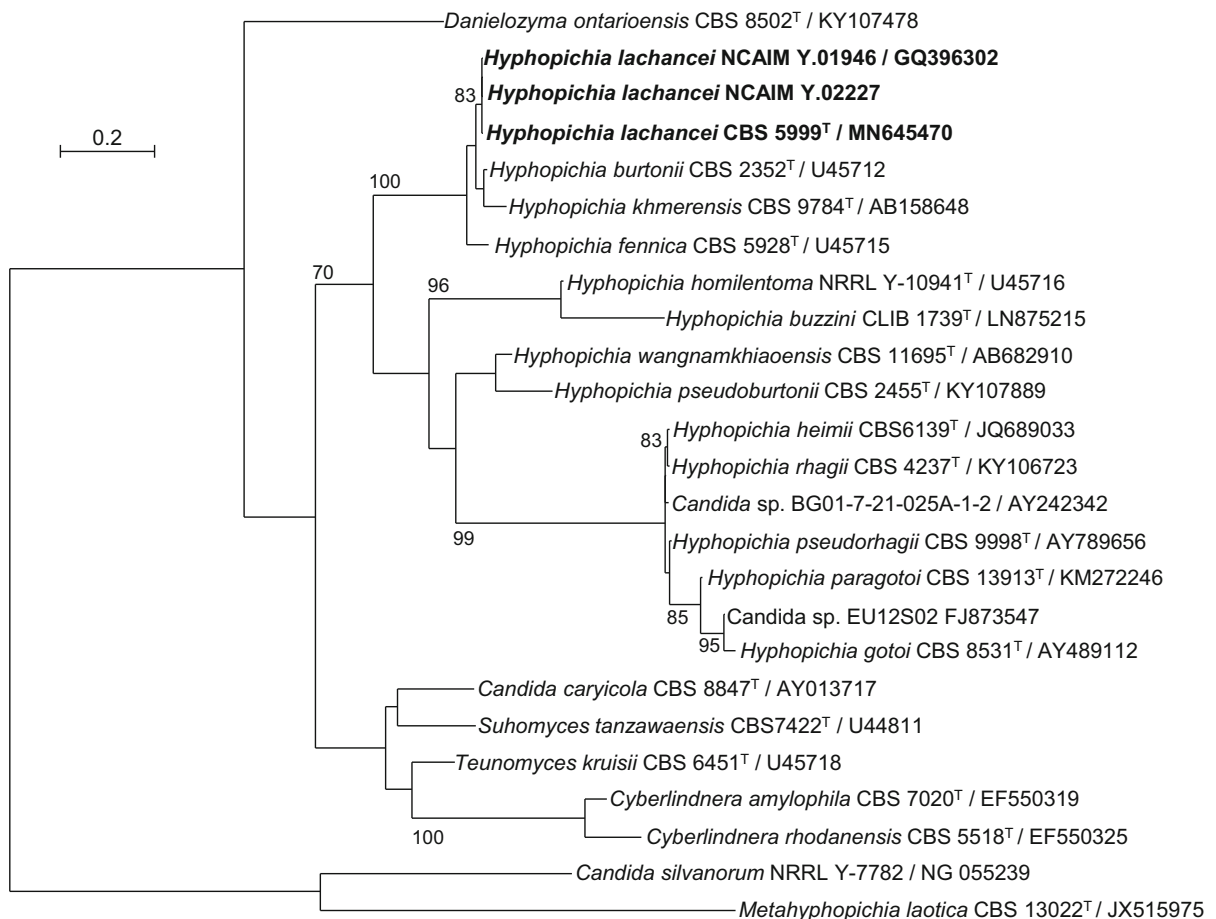 Danielozyma ontarioensis CBS 8502ᵀ / KY107478
Hyphopichia lachancei NCAIM Y.01946 / GQ396302
83
Hyphopichia lachancei NCAIM Y.02227
0.2
Hyphopichia lachancei CBS 5999ᵀ / MN645470
Hyphopichia burtonii CBS 2352ᵀ / U45712
100
Hyphopichia khmerensis CBS 9784ᵀ / AB158648
Hyphopichia fennica CBS 5928ᵀ / U45715
70
96
Hyphopichia homilentoma NRRL Y-10941ᵀ / U45716
Hyphopichia buzzini CLIB 1739ᵀ / LN875215
Hyphopichia wangnamkhiaoensis CBS 11695ᵀ / AB682910
Hyphopichia pseudoburtonii CBS 2455ᵀ / KY107889
Hyphopichia heimii CBS6139ᵀ / JQ689033
83
Hyphopichia rhagii CBS 4237ᵀ / KY106723
Candida sp. BG01-7-21-025A-1-2 / AY242342
99
Hyphopichia pseudorhagii CBS 9998ᵀ / AY789656
Hyphopichia paragotoi CBS 13913ᵀ / KM272246
85
Candida sp. EU12S02 FJ873547
95
Hyphopichia gotoi CBS 8531ᵀ / AY489112
Candida caryicola CBS 8847ᵀ / AY013717
Suhomyces tanzawaensis CBS7422ᵀ / U44811
Teunomyces kruisii CBS 6451ᵀ / U45718
Cyberlindnera amylophila CBS 7020ᵀ / EF550319
100
Cyberlindnera rhodanensis CBS 5518ᵀ / EF550325
Candida silvanorum NRRL Y-7782 / NG 055239
Metahyphopichia laotica CBS 13022ᵀ / JX515975